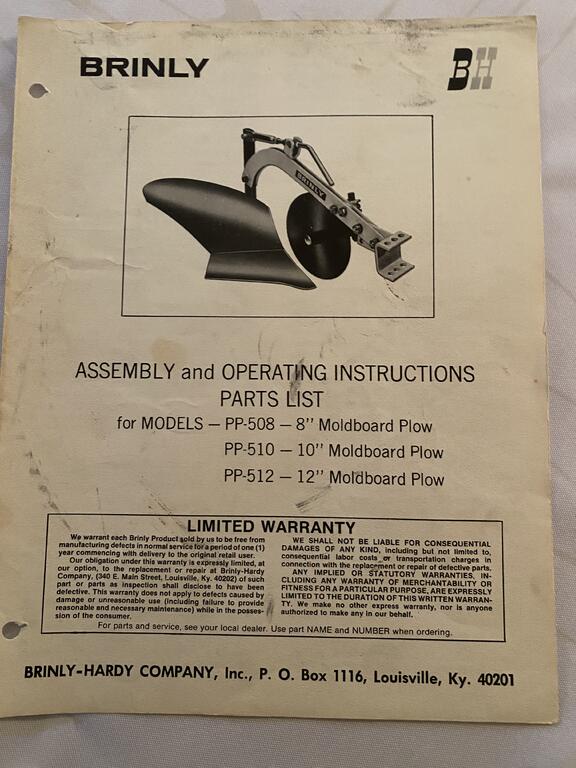 BRINLY
BH
BRINLY
ASSEMBLY and OPERATING INSTRUCTIONS
PARTS LIST
for MODELS — PP-508 — 8" Moldboard Plow
PP-510 — 10" Moldboard Plow
PP-512 — 12" Moldboard Plow
LIMITED WARRANTY
We warrant each Brinly Product sold by us to be free from
manufacturing defects in normal service for a period of one (1)
year commencing with delivery to the original retail user.
Our obligation under this warranty is expressly limited, at
our option, to the replacement or repair at Brinly-Hardy
Company, (340 E. Main Street, Louisville, Ky. 40202) of such
part or parts as inspection shall disclose to have been
defective. This warranty does not apply to defects caused by
damage or unreasonable use (including failure to provide
reasonable and necessary maintenance) while in the posses-
sion of the consumer.
WE SHALL NOT BE LIABLE FOR CONSEQUENTIAL
DAMAGES OF ANY KIND, including but not limited to,
consequential labor costs or transportation charges in
connection with the replacement or repair of defective parts.
ANY IMPLIED OR STATUTORY WARRANTIES, IN-
CLUDING ANY WARRANTY OF MERCHANTABILITY OR
FITNESS FOR A PARTICULAR PURPOSE, ARE EXPRESSLY
LIMITED TO THE DURATION OF THIS WRITTEN WARRAN-
TY. We make no other express warranty, nor is anyone
authorized to make any in our behalf.
For parts and service, see your local dealer. Use part NAME and NUMBER when ordering.
BRINLY-HARDY COMPANY, Inc., P. O. Box 1116, Louisville, Ky. 40201